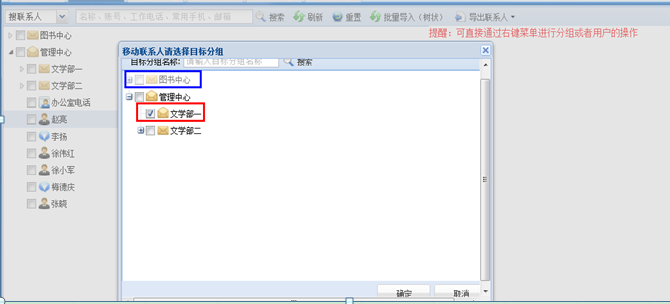 搜联系人 名称、账号、工作电话、常用手机、邮箱 搜索 刷新 重置 批量导入（树状） 导出联系人
提醒：可直接通过右键菜单进行分组或者用户的操作
图书中心
管理中心
文学部一
文学部二
办公室电话
赵亮
李扬
徐伟红
徐小军
梅德庆
张靓
移动联系人请选择目标分组
目标分组名称: 请输入目标分组名称 搜索
图书中心
管理中心
文学部一
文学部二
确定 取消